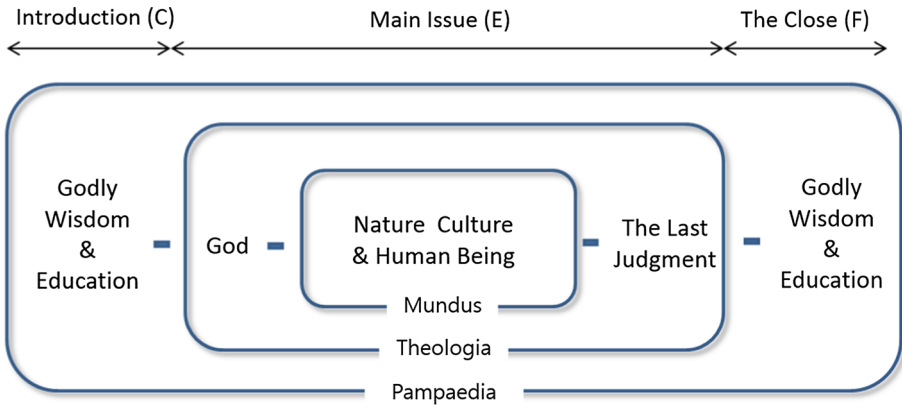 Introduction (C)
Main Issue (E)
The Close (F)
Godly
Wisdom
&
Education
God
Nature Culture
& Human Being
The Last
Judgment
Godly
Wisdom
&
Education
Mundus
Theologia
Pampaedia